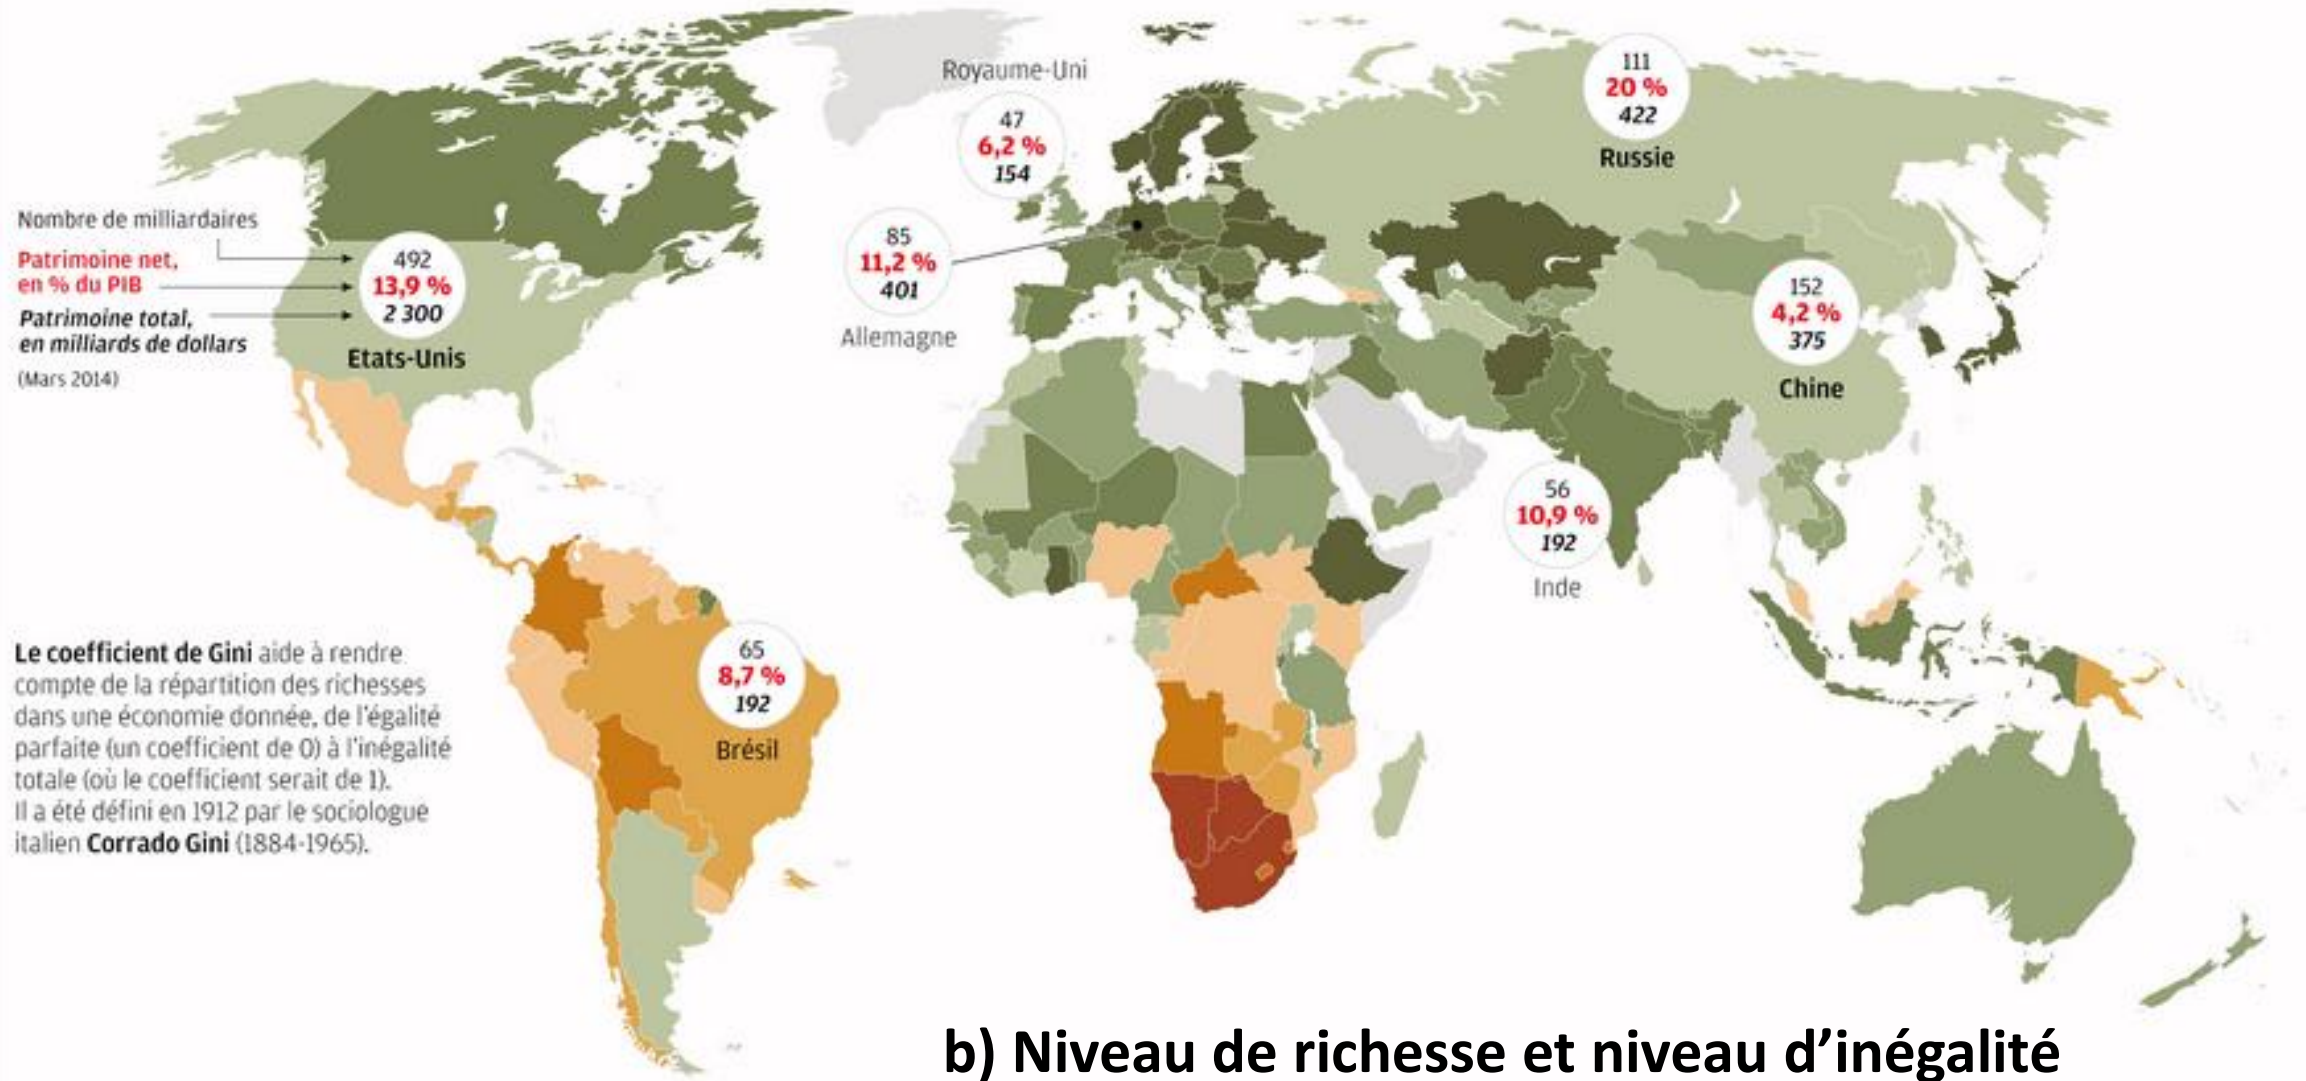 Nombre de milliardaires
Patrimoine net,
en % du PIB
Patrimoine total,
en milliards de dollars
(Mars 2014)
492
13,9 %
2 300
Etats-Unis
Royaume-Uni
47
6,2 %
154
85
11,2 %
401
Allemagne
111
20 %
422
Russie
152
4,2 %
375
Chine
56
10,9 %
192
Inde
65
8,7 %
192
Brésil
Le coefficient de Gini aide à rendre
compte de la répartition des richesses
dans une économie donnée, de l'égalité
parfaite (un coefficient de 0) à l'inégalité
totale (où le coefficient serait de 1).
Il a été défini en 1912 par le sociologue
italien Corrado Gini (1884-1965).
b) Niveau de richesse et niveau d’inégalité